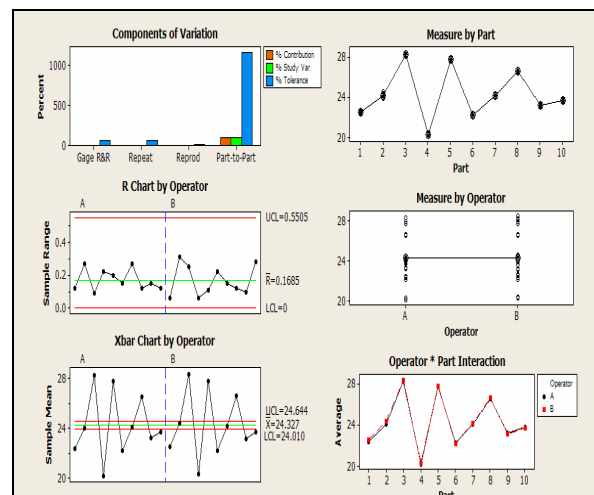 Components of Variation
Percent
1000
500
0
Gage R&R Repeat Reprod Part-to-Part
% Contribution
% Study Var
% Tolerance
Measure by Part
28
24
20
1 2 3 4 5 6 7 8 9 10
Part
R Chart by Operator
A B
Sample Range
0.4
0.2
0.0
UCL=0.5505
R=0.1685
LCL=0
Measure by Operator
28
24
20
A B
Operator
Xbar Chart by Operator
A B
Sample Mean
28
24
20
UCL=24.644
X=24.327
LCL=24.010
Operator * Part Interaction
Average
28
24
20
1 2 3 4 5 6 7 8 9 10
Part
Operator
A
B